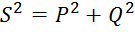 S² = P² + Q²